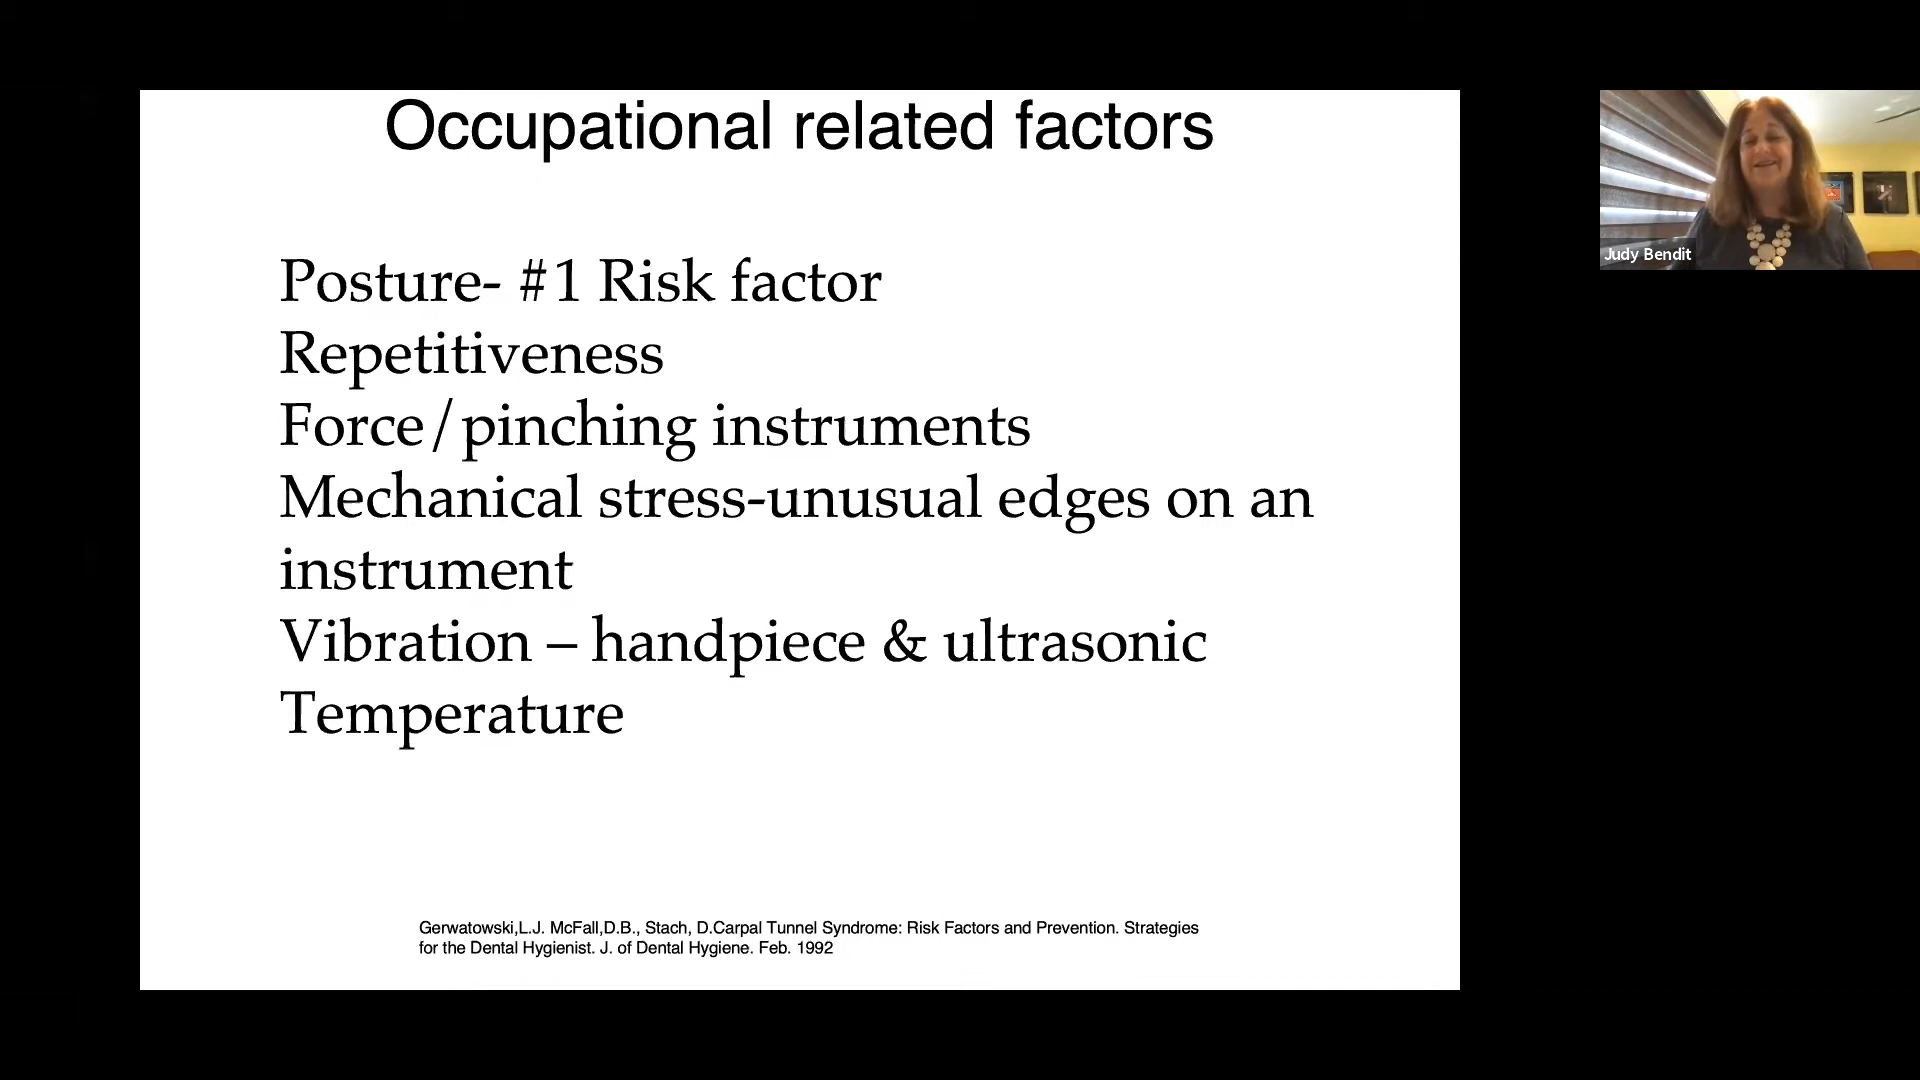 Occupational related factors
Posture- #1 Risk factor
Repetitiveness
Force/pinching instruments
Mechanical stress-unusual edges on an
instrument
Vibration – handpiece & ultrasonic
Temperature
Gerwatowski,L.J. McFall,D.B., Stach, D.Carpal Tunnel Syndrome: Risk Factors and Prevention. Strategies
for the Dental Hygienist. J. of Dental Hygiene. Feb. 1992
Judy Bendit